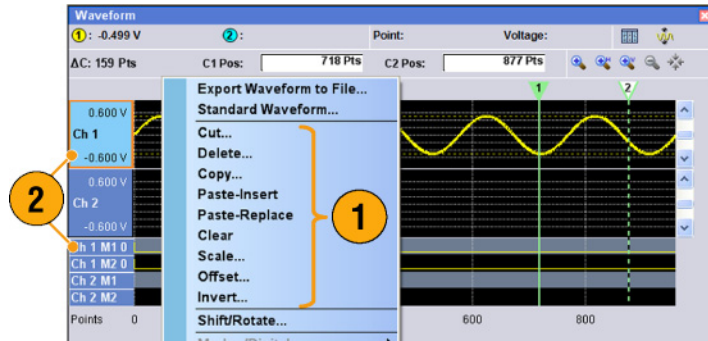 Waveform
1 : -0.499 V 2 : Point: Voltage:
ΔC: 159 Pts C1 Pos: 718 Pts C2 Pos: 877 Pts
Export Waveform to File...
Standard Waveform...
1 2
0.600 V
Cut...
Ch 1
Delete...
-0.600 V
Copy...
0.600 V
Paste-Insert
2
Ch 2
Paste-Replace
1
-0.600 V
Clear
Ch 1 M1 0
Scale...
Ch 1 M2 0
Offset...
Ch 2 M1
Ch 2 M2
Invert...
Points 0
Shift/Rotate...
600 800